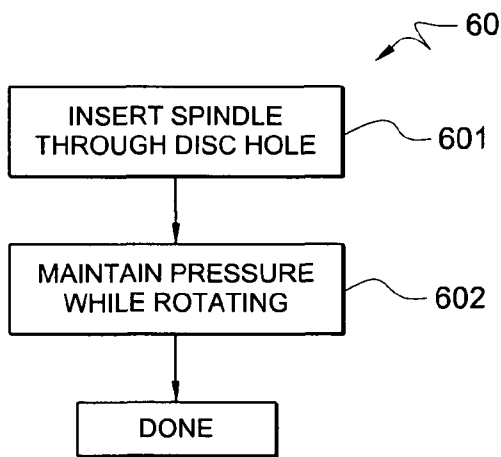 60
INSERT SPINDLE
THROUGH DISC HOLE
601
MAINTAIN PRESSURE
WHILE ROTATING
602
DONE